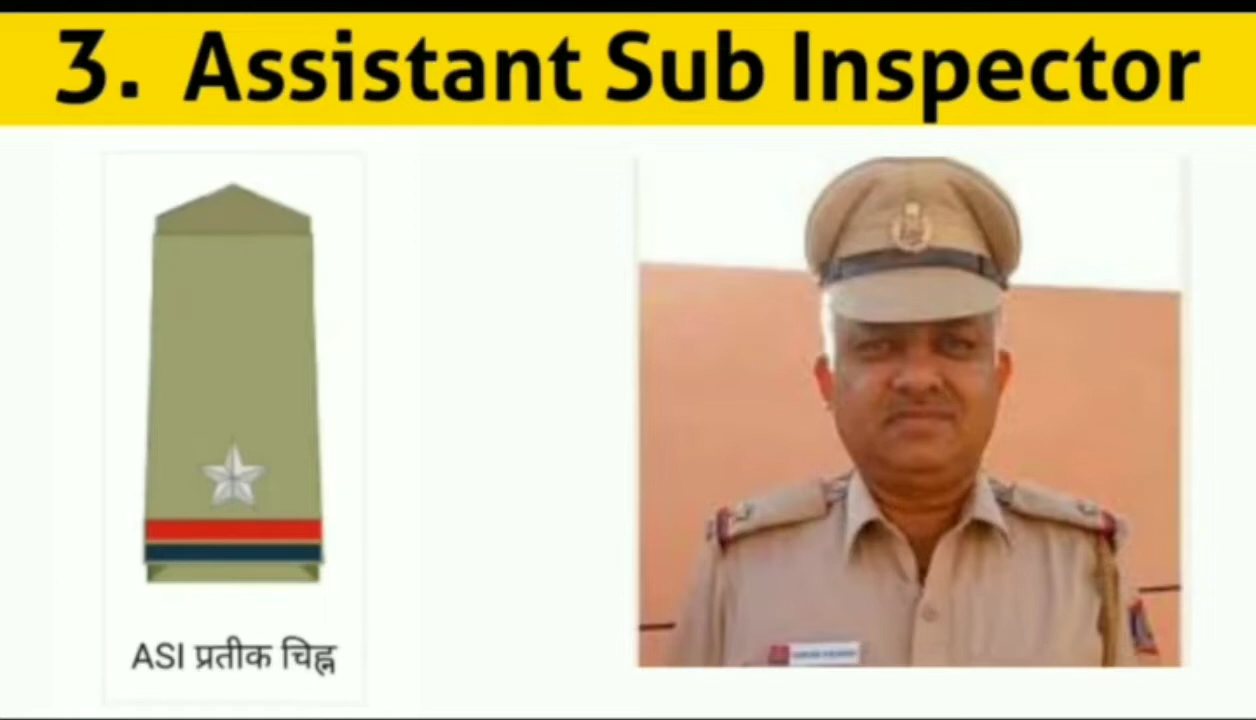 3. Assistant Sub Inspector
ASI प्रतीक चिह्न